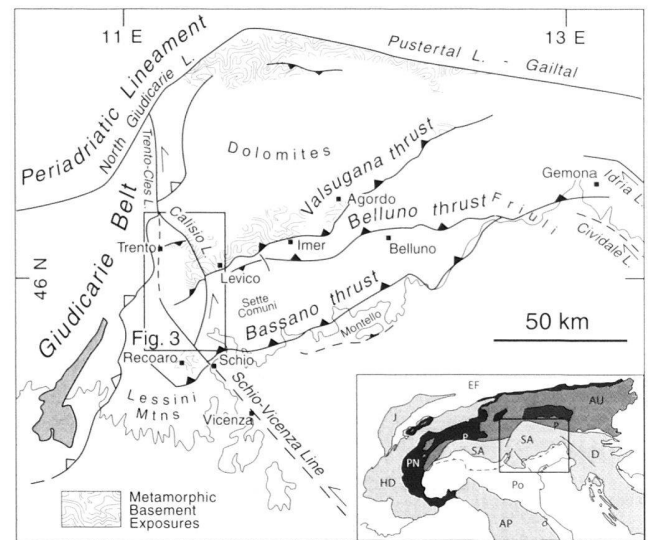 11 E
13 E
Pustertal L. - Gailtal
Periadriatic Lineament
North Giudicarie L.
Trento-Cles L.
Dolomites
Valsugana thrust
Gemona
Idria L.
Agordo
Belluno thrust
Friuli
Cividale L.
Giudicarie Belt
Calisio L.
Trento
Imer
Belluno
46 N
Levico
Sette
Comuni
Bassano thrust
Montello
50 km
Fig. 3
Recoaro
Schio
Lessini
Mtns
Schio-Vicenza Line
Vicenza
Metamorphic
Basement
Exposures
EF
J
AU
P
P
PN
SA
SA
D
HD
Po
AP